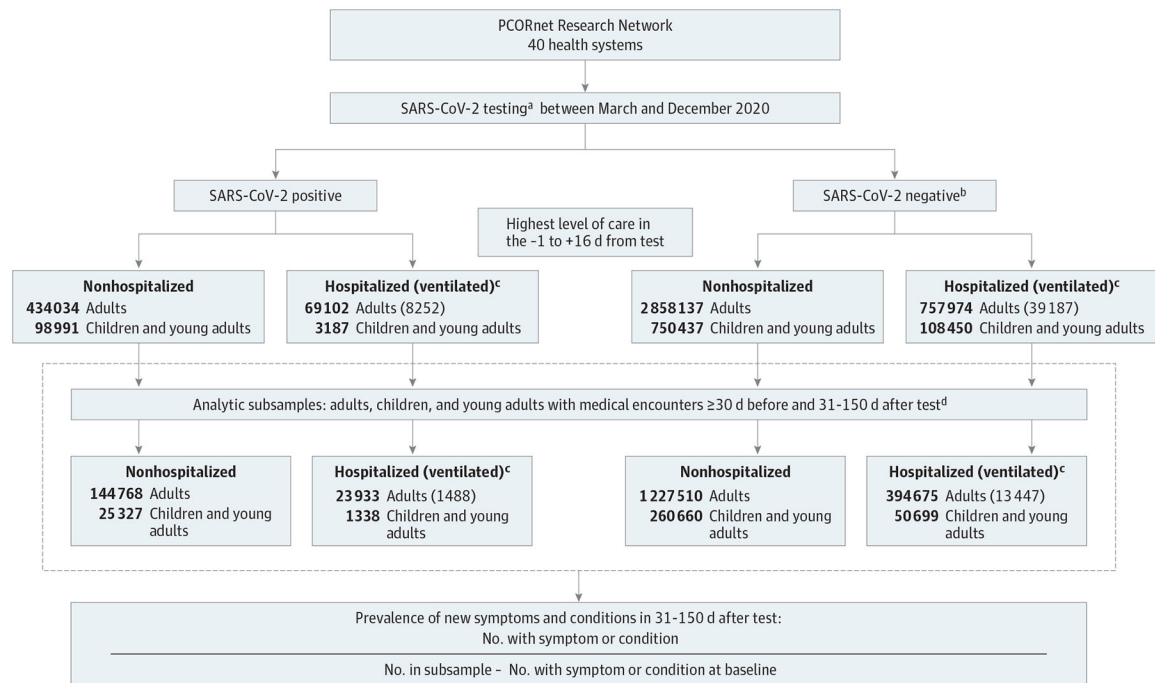 PCORnet Research Network
40 health systems
SARS-CoV-2 testingᵃ between March and December 2020
SARS-CoV-2 positive
SARS-CoV-2 negativeᵇ
Highest level of care in
the –1 to +16 d from test
Nonhospitalized
434034 Adults
98991 Children and young adults
Hospitalized (ventilated)ᶜ
69102 Adults (8252)
3187 Children and young adults
Nonhospitalized
2858137 Adults
750437 Children and young adults
Hospitalized (ventilated)ᶜ
757974 Adults (39187)
108450 Children and young adults
Analytic subsamples: adults, children, and young adults with medical encounters ≥30 d before and 31-150 d after testᵈ
Nonhospitalized
144768 Adults
25327 Children and young
adults
Hospitalized (ventilated)ᶜ
23933 Adults (1488)
1338 Children and young
adults
Nonhospitalized
1227510 Adults
260660 Children and young
adults
Hospitalized (ventilated)ᶜ
394675 Adults (13447)
50699 Children and young
adults
Prevalence of new symptoms and conditions in 31-150 d after test:
No. with symptom or condition
No. in subsample – No. with symptom or condition at baseline